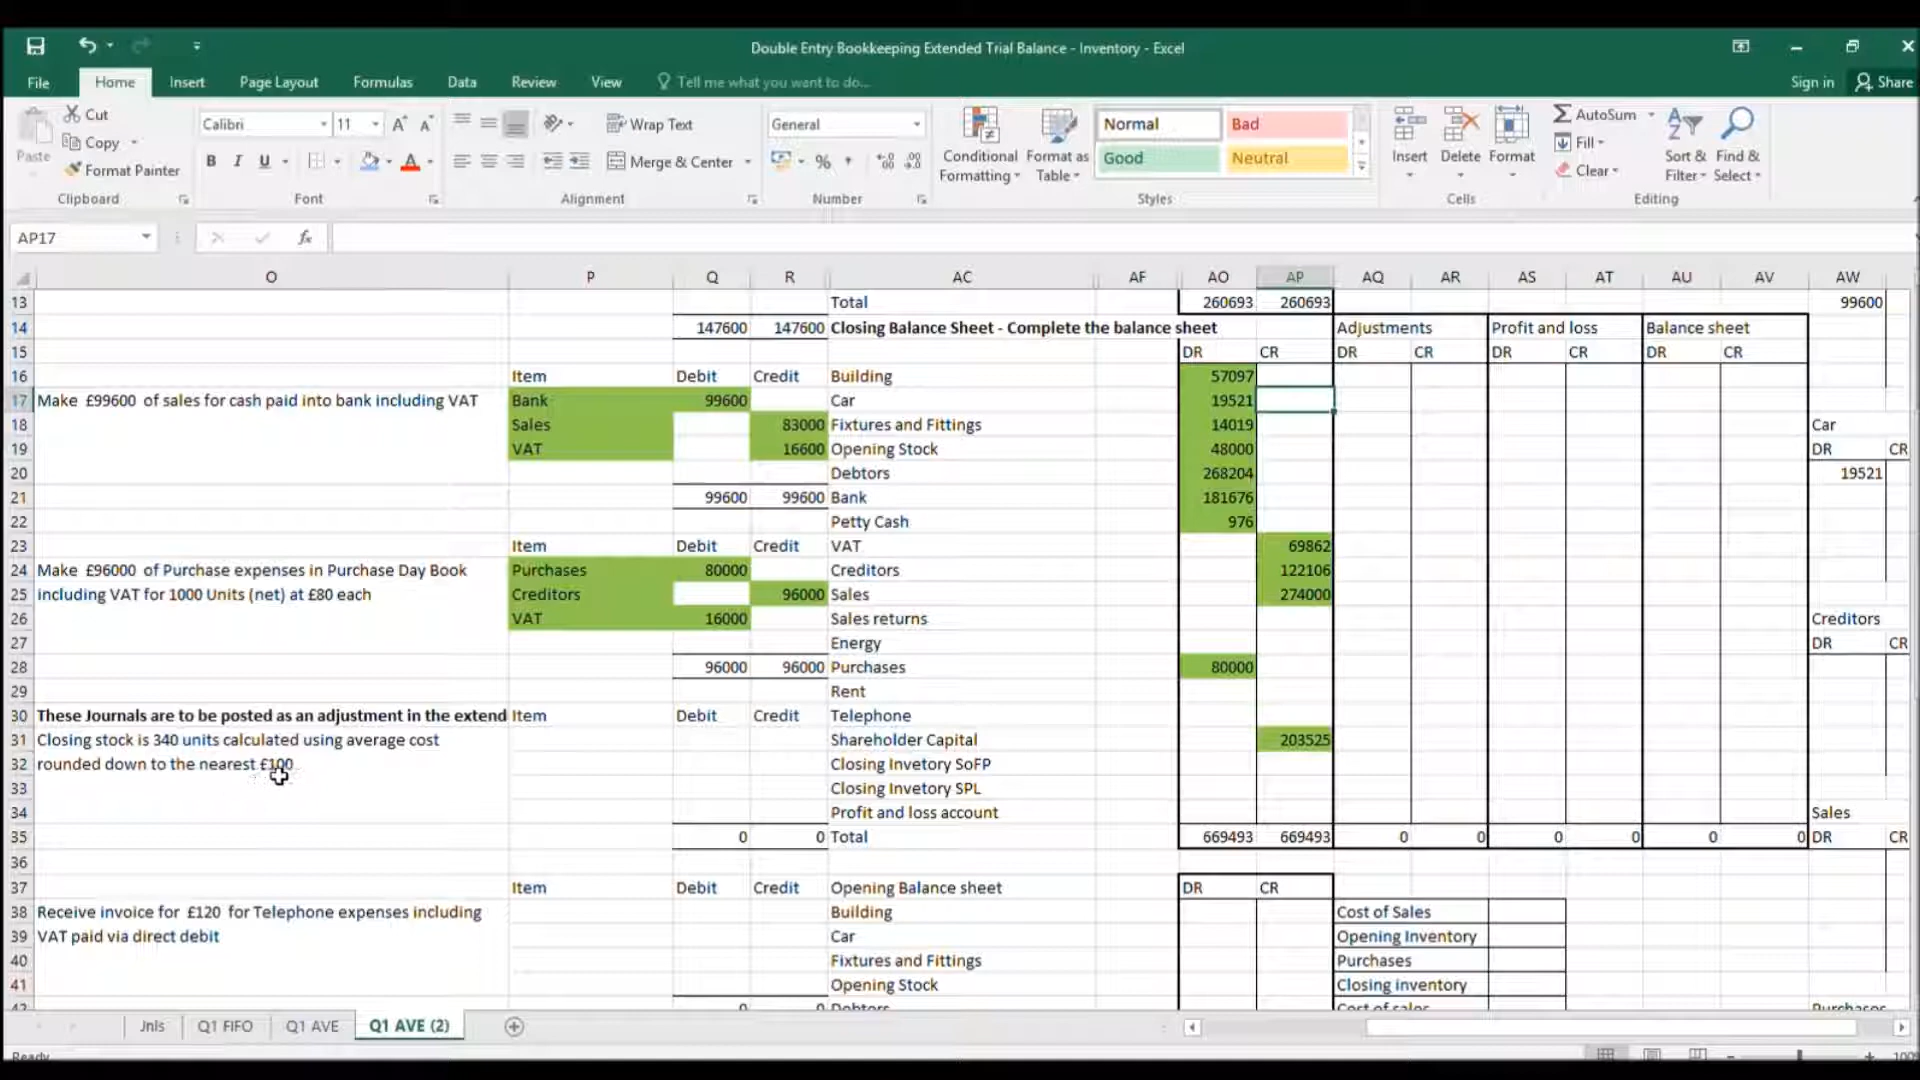 Double Entry Bookkeeping Extended Trial Balance - Inventory - Excel
File Home Insert Page Layout Formulas Data Review View Tell me what you want to do... Sign in Share
Paste Cut Copy Format Painter Clipboard
Calibri 11 A A B I U A Font
Wrap Text Merge & Center Alignment
General % Number
Conditional Formatting Format as Table Normal Bad Good Neutral Styles
Insert Delete Format Cells
AutoSum Fill Clear Sort & Filter Find & Select Editing
AP17 fx
O P Q R AC AF AO AP AQ AR AS AT AU AV AW
13 Total 260693 260693 99600
14 147600 147600 Closing Balance Sheet - Complete the balance sheet Adjustments Profit and loss Balance sheet
15 DR CR DR CR DR CR DR CR
16 Item Debit Credit Building 57097
17 Make £99600 of sales for cash paid into bank including VAT Bank 99600 Car 19521
18 Sales 83000 Fixtures and Fittings 14019 Car
19 VAT 16600 Opening Stock 48000 DR CR
20 Debtors 268204 19521
21 99600 99600 Bank 181676
22 Petty Cash 976
23 Item Debit Credit VAT 69862
24 Make £96000 of Purchase expenses in Purchase Day Book Purchases 80000 Creditors 122106
25 including VAT for 1000 Units (net) at £80 each Creditors 96000 Sales 274000
26 VAT 16000 Sales returns Creditors
27 Energy DR CR
28 96000 96000 Purchases 80000
29 Rent
30 These Journals are to be posted as an adjustment in the extend Item Debit Credit Telephone
31 Closing stock is 340 units calculated using average cost Shareholder Capital 203525
32 rounded down to the nearest £100 Closing Invetory SoFP
33 Closing Invetory SPL
34 Profit and loss account Sales
35 0 0 Total 669493 669493 0 0 0 0 0 0 DR CR
36
37 Item Debit Credit Opening Balance sheet DR CR
38 Receive invoice for £120 for Telephone expenses including Building Cost of Sales
39 VAT paid via direct debit Car Opening Inventory
40 Fixtures and Fittings Purchases
41 Opening Stock Closing inventory
42 0 0 Debtors Cost of sales Purchases
Jnls Q1 FIFO Q1 AVE Q1 AVE (2)
Ready